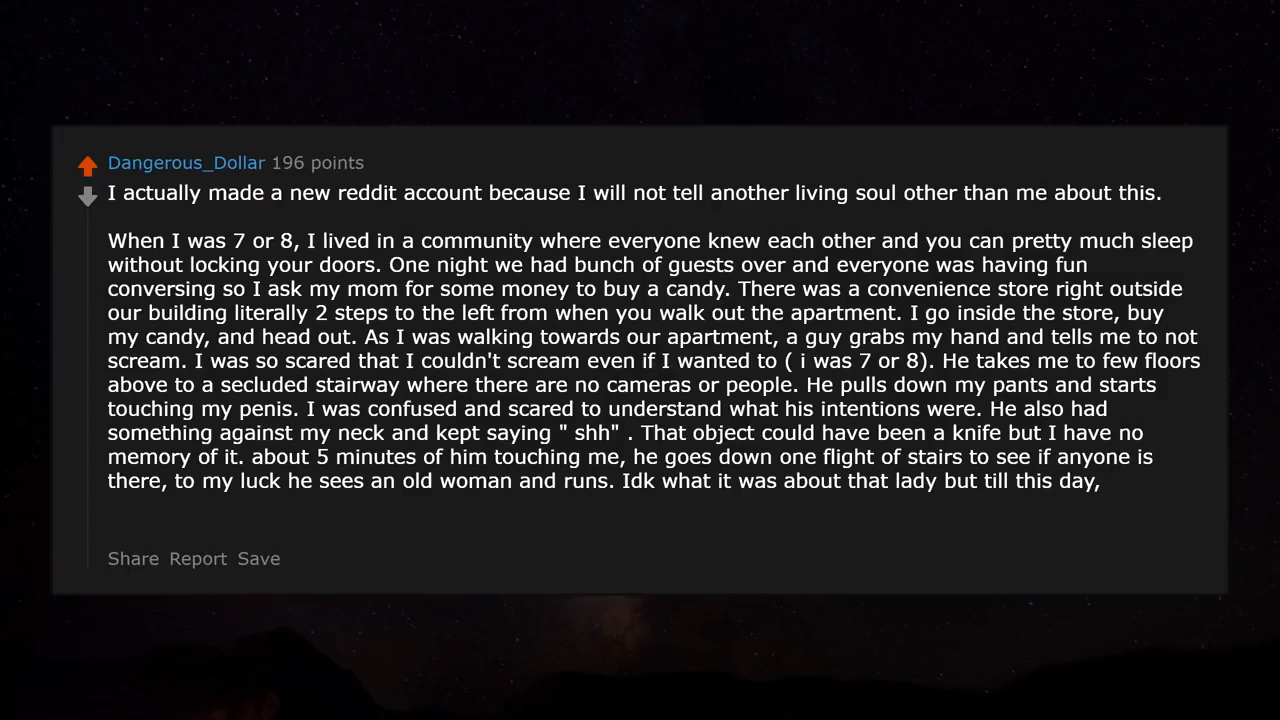 Dangerous_Dollar 196 points
I actually made a new reddit account because I will not tell another living soul other than me about this.
When I was 7 or 8, I lived in a community where everyone knew each other and you can pretty much sleep
without locking your doors. One night we had bunch of guests over and everyone was having fun
conversing so I ask my mom for some money to buy a candy. There was a convenience store right outside
our building literally 2 steps to the left from when you walk out the apartment. I go inside the store, buy
my candy, and head out. As I was walking towards our apartment, a guy grabs my hand and tells me to not
scream. I was so scared that I couldn't scream even if I wanted to ( i was 7 or 8). He takes me to few floors
above to a secluded stairway where there are no cameras or people. He pulls down my pants and starts
touching my penis. I was confused and scared to understand what his intentions were. He also had
something against my neck and kept saying " shh" . That object could have been a knife but I have no
memory of it. about 5 minutes of him touching me, he goes down one flight of stairs to see if anyone is
there, to my luck he sees an old woman and runs. Idk what it was about that lady but till this day,
Share Report Save